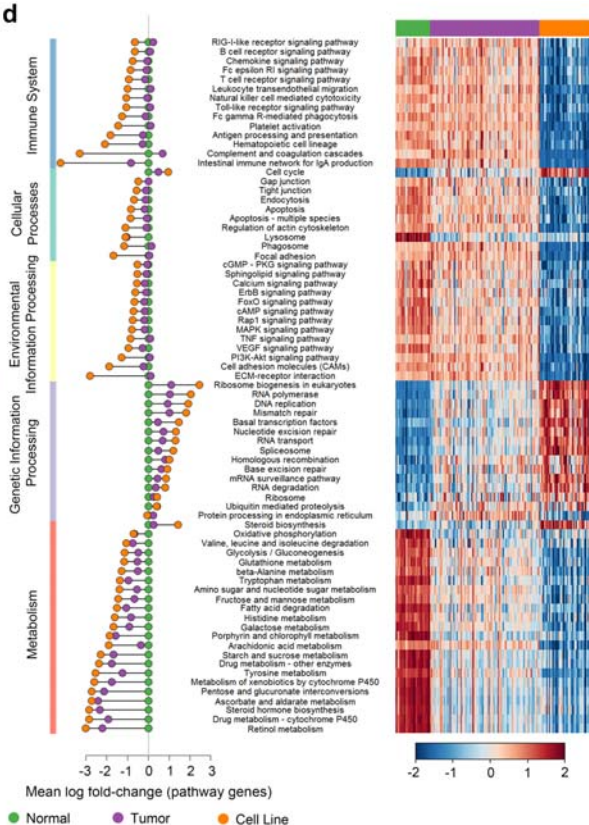 d
Immune System
RIG-I-like receptor signaling pathway
B cell receptor signaling pathway
Chemokine signaling pathway
Fc epsilon RI signaling pathway
T cell receptor signaling pathway
Leukocyte transendothelial migration
Natural killer cell mediated cytotoxicity
Toll-like receptor signaling pathway
Fc gamma R-mediated phagocytosis
Platelet activation
Antigen processing and presentation
Hematopoietic cell lineage
Complement and coagulation cascades
Intestinal immune network for IgA production
Cellular
Processes
Cell cycle
Gap junction
Tight junction
Endocytosis
Apoptosis
Apoptosis - multiple species
Regulation of actin cytoskeleton
Lysosome
Phagosome
Focal adhesion
Environmental
Information Processing
cGMP - PKG signaling pathway
Sphingolipid signaling pathway
Calcium signaling pathway
ErbB signaling pathway
FoxO signaling pathway
cAMP signaling pathway
Rap1 signaling pathway
MAPK signaling pathway
TNF signaling pathway
VEGF signaling pathway
PI3K-Akt signaling pathway
Cell adhesion molecules (CAMs)
ECM-receptor interaction
Genetic Information
Processing
Ribosome biogenesis in eukaryotes
RNA polymerase
DNA replication
Mismatch repair
Basal transcription factors
Nucleotide excision repair
RNA transport
Spliceosome
Homologous recombination
Base excision repair
mRNA surveillance pathway
RNA degradation
Ribosome
Ubiquitin mediated proteolysis
Protein processing in endoplasmic reticulum
Metabolism
Steroid biosynthesis
Oxidative phosphorylation
Valine, leucine and isoleucine degradation
Glycolysis / Gluconeogenesis
Glutathione metabolism
beta-Alanine metabolism
Tryptophan metabolism
Amino sugar and nucleotide sugar metabolism
Fructose and mannose metabolism
Fatty acid degradation
Histidine metabolism
Galactose metabolism
Porphyrin and chlorophyll metabolism
Arachidonic acid metabolism
Starch and sucrose metabolism
Drug metabolism - other enzymes
Tyrosine metabolism
Metabolism of xenobiotics by cytochrome P450
Pentose and glucuronate interconversions
Ascorbate and aldarate metabolism
Steroid hormone biosynthesis
Drug metabolism - cytochrome P450
Retinol metabolism
-3 -2 -1 0 1 2 3
Mean log fold-change (pathway genes)
-2 -1 0 1 2
Normal Tumor Cell Line